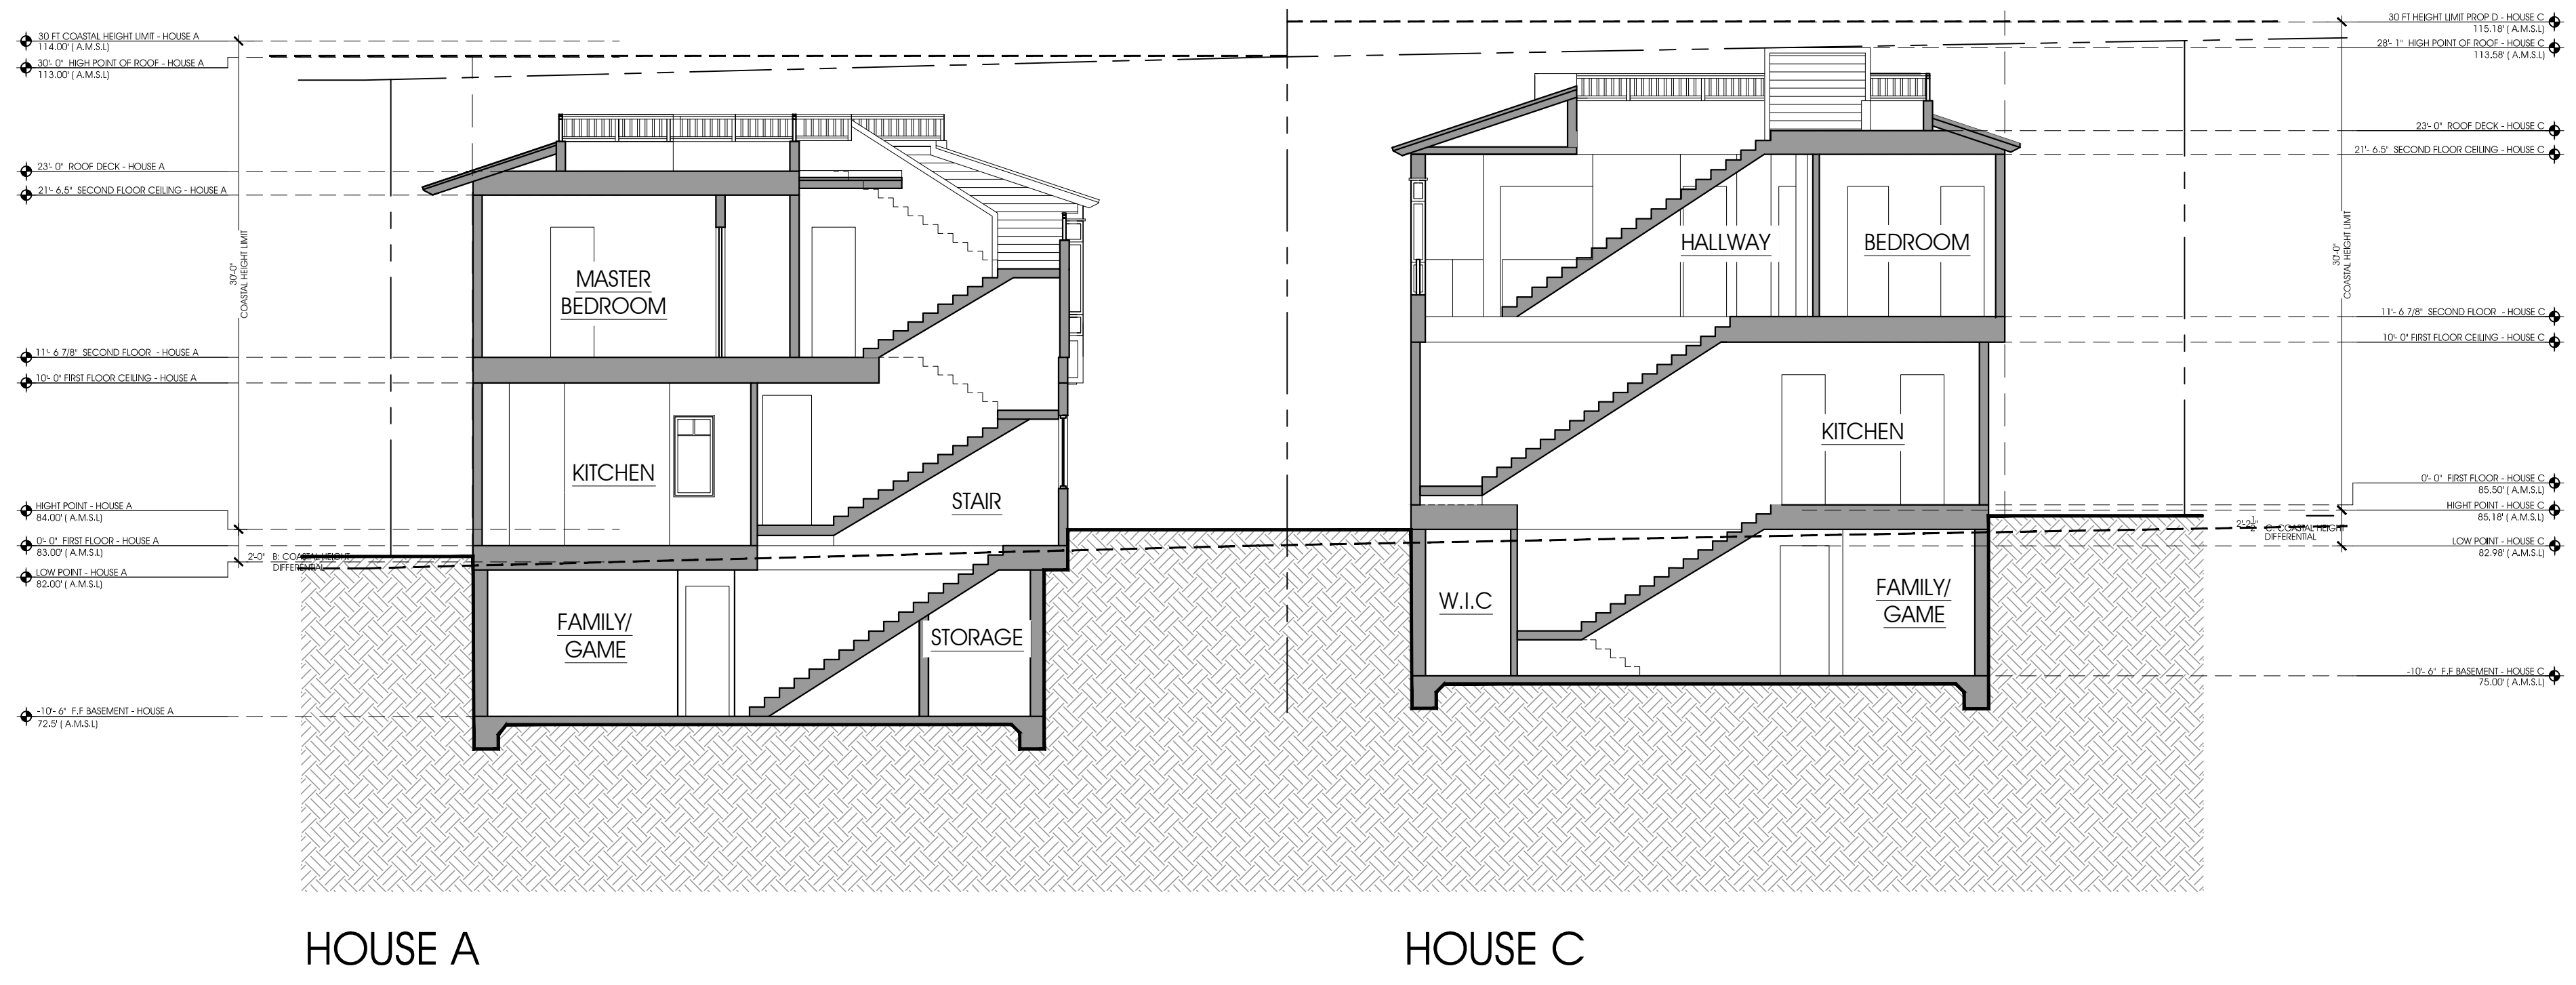 30 FT COASTAL HEIGHT LIMIT - HOUSE A
114.00' ( A.M.S.L)
30'- 0" HIGH POINT OF ROOF - HOUSE A
113.00' ( A.M.S.L)
23'- 0" ROOF DECK - HOUSE A
21'- 6.5" SECOND FLOOR CEILING - HOUSE A
30'-0"
COASTAL HEIGHT LIMIT
11'- 6 7/8" SECOND FLOOR - HOUSE A
10'- 0" FIRST FLOOR CEILING - HOUSE A
HIGHT POINT - HOUSE A
84.00' ( A.M.S.L)
0'- 0" FIRST FLOOR - HOUSE A
83.00' ( A.M.S.L)
2'-0" B: COASTAL HEIGHT
DIFFERENTIAL
LOW POINT - HOUSE A
82.00' ( A.M.S.L)
-10'- 6" F.F BASEMENT - HOUSE A
72.5' ( A.M.S.L)
MASTER
BEDROOM
KITCHEN
STAIR
FAMILY/
GAME
STORAGE
HALLWAY
BEDROOM
KITCHEN
W.I.C
FAMILY/
GAME
30 FT HEIGHT LIMIT PROP D - HOUSE C
115.18' ( A.M.S.L)
28'- 1" HIGH POINT OF ROOF - HOUSE C
113.58' ( A.M.S.L)
23'- 0" ROOF DECK - HOUSE C
21'- 6.5" SECOND FLOOR CEILING - HOUSE C
30'-0"
COASTAL HEIGHT LIMIT
11'- 6 7/8" SECOND FLOOR - HOUSE C
10'- 0" FIRST FLOOR CEILING - HOUSE C
0'- 0" FIRST FLOOR - HOUSE C
85.50' ( A.M.S.L)
HIGHT POINT - HOUSE C
85.18' ( A.M.S.L)
COASTAL HEIGHT
DIFFERENTIAL
LOW POINT - HOUSE C
82.98' ( A.M.S.L)
-10'- 6" F.F BASEMENT - HOUSE C
75.00' ( A.M.S.L)
HOUSE A
HOUSE C